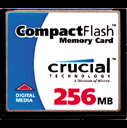 CompactFlash
Memory Card
crucial
TECHNOLOGY
A Division of Micron
DIGITAL
MEDIA
256MB